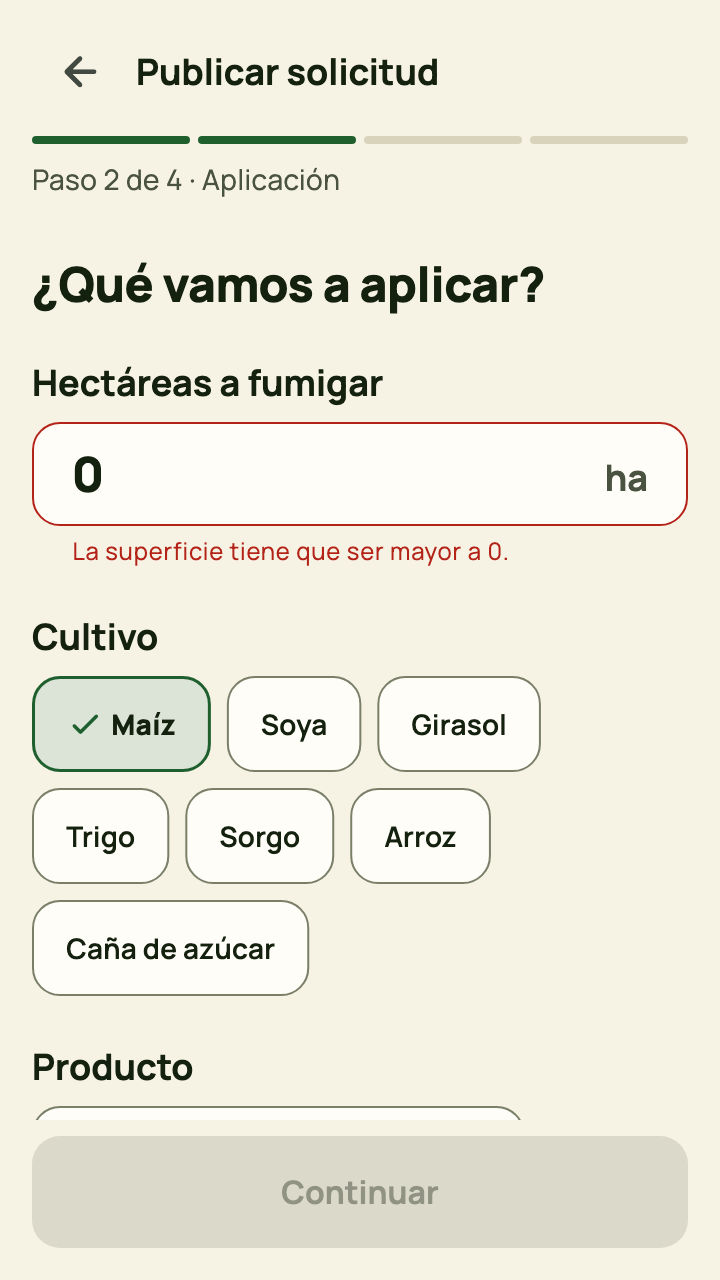 Publicar solicitud
Paso 2 de 4 · Aplicación
¿Qué vamos a aplicar?
Hectáreas a fumigar
0 ha
La superficie tiene que ser mayor a 0.
Cultivo
Maíz Soya Girasol
Trigo Sorgo Arroz
Caña de azúcar
Producto
Continuar